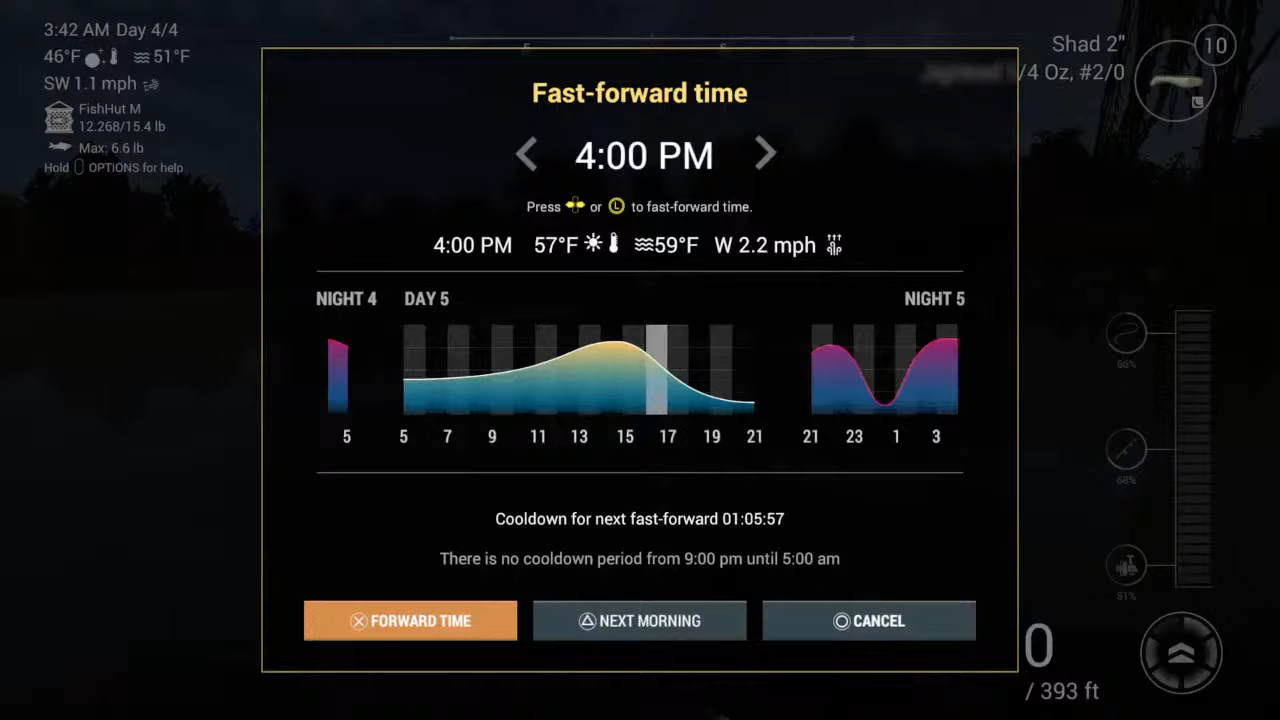 3:42 AM Day 4/4
46°F 51°F
SW 1.1 mph
FishHut M
12.268/15.4 lb
Max: 6.6 lb
Hold OPTIONS for help
E S
Shad 2" 10
1/4 Oz, #2/0
Fast-forward time
4:00 PM
Press or L to fast-forward time.
4:00 PM 57°F 59°F W 2.2 mph
NIGHT 4 DAY 5 NIGHT 5
5 5 7 9 11 13 15 17 19 21 21 23 1 3
66%
68%
81%
Cooldown for next fast-forward 01:05:57
There is no cooldown period from 9:00 pm until 5:00 am
FORWARD TIME NEXT MORNING CANCEL
0
/ 393 ft